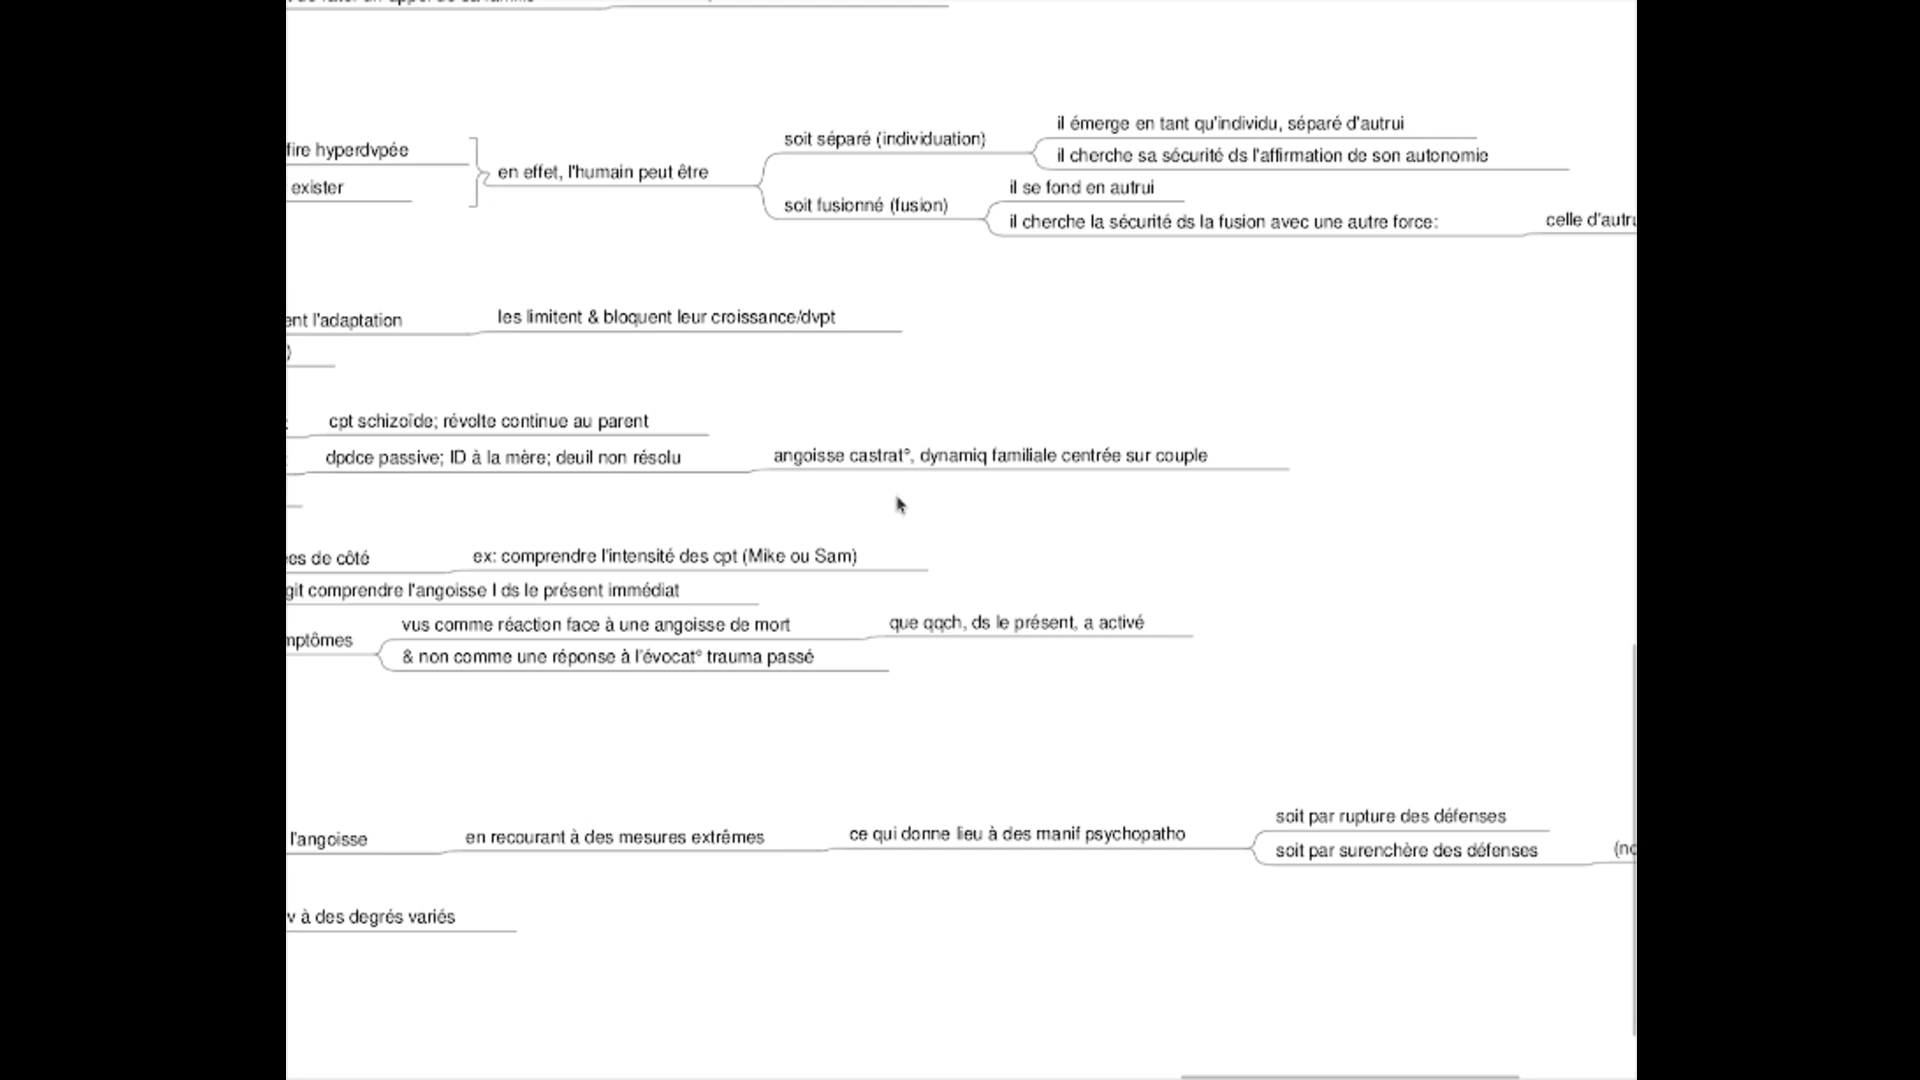 fire hyperdvpée
exister
en effet, l'humain peut être
soit séparé (individuation)
il émerge en tant qu'individu, séparé d'autrui
il cherche sa sécurité ds l'affirmation de son autonomie
soit fusionné (fusion)
il se fond en autrui
il cherche la sécurité ds la fusion avec une autre force:
celle d'autru
ent l'adaptation
les limitent & bloquent leur croissance/dvpt
)
cpt schizoïde; révolte continue au parent
dpdce passive; ID à la mère; deuil non résolu
angoisse castrat°, dynamiq familiale centrée sur couple
es de côté
ex: comprendre l'intensité des cpt (Mike ou Sam)
git comprendre l'angoisse I ds le présent immédiat
mptômes
vus comme réaction face à une angoisse de mort
que qqch, ds le présent, a activé
& non comme une réponse à l'évocat° trauma passé
l'angoisse
en recourant à des mesures extrêmes
ce qui donne lieu à des manif psychopatho
soit par rupture des défenses
soit par surenchère des défenses
(no
v à des degrés variés